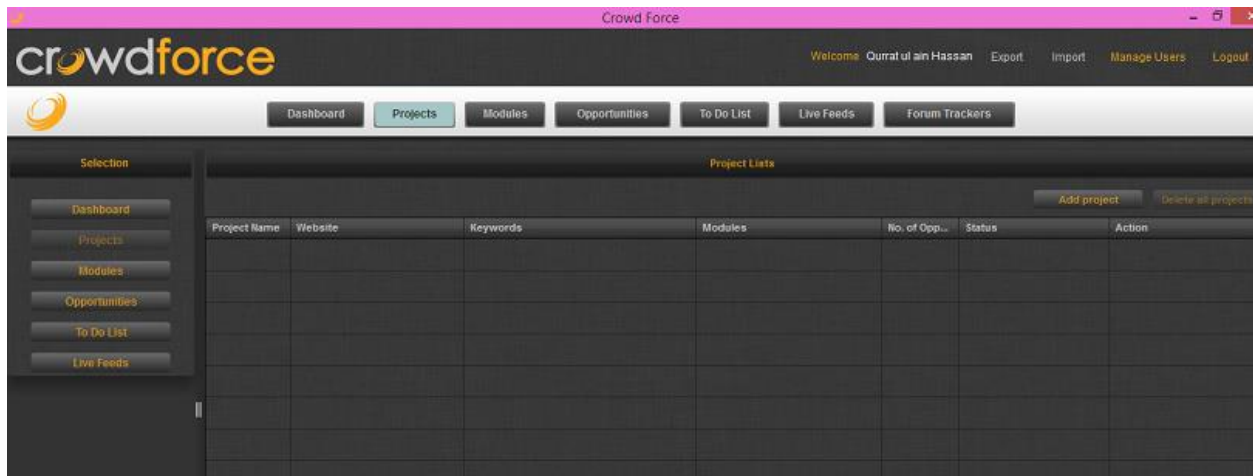 Crowd Force
crowdforce
Welcome Qurrat ul ain Hassan Export Import Manage Users Logout
Dashboard Projects Modules Opportunities To Do List Live Feeds Forum Trackers
Selection
Dashboard
Projects
Modules
Opportunities
To Do List
Live Feeds
Project Lists
Add project Delete all projects
Project Name Website Keywords Modules No. of Opp... Status Action